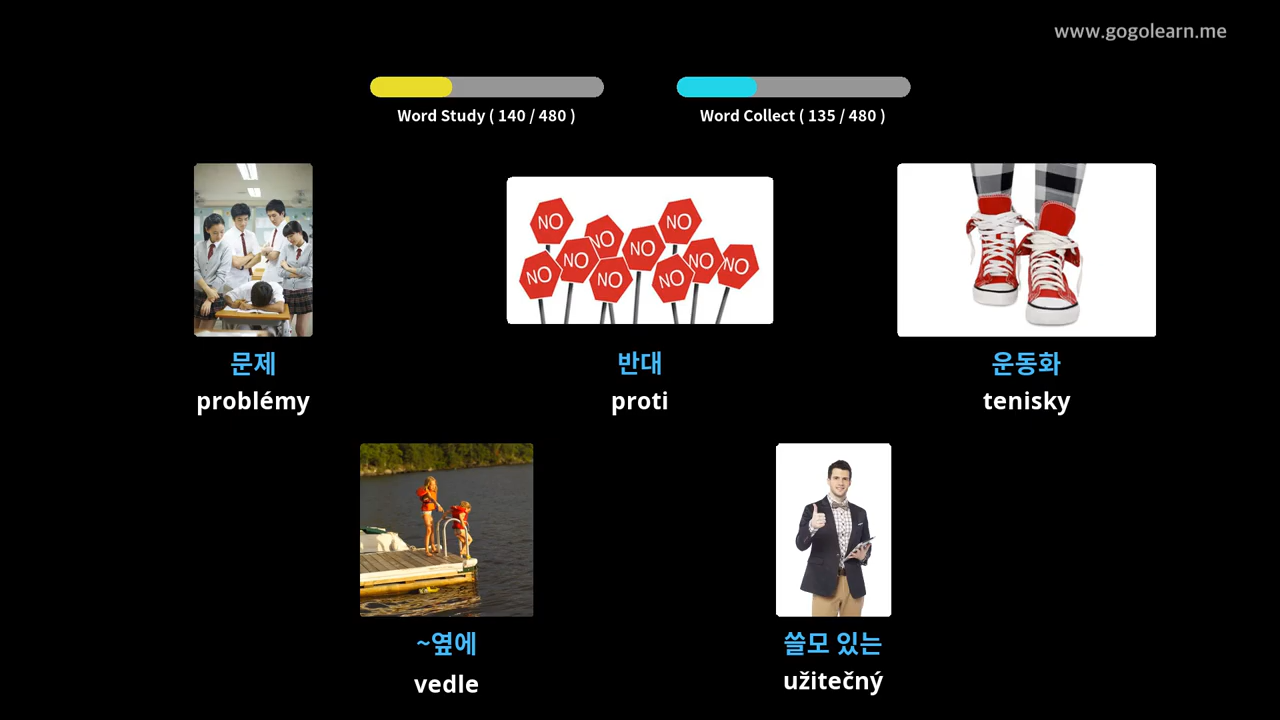 www.gogolearn.me
Word Study ( 140 / 480 )
Word Collect ( 135 / 480 )
NO
NO
NO
NO
NO
NO
NO
NO
NO
NO
문제
problémy
반대
proti
운동화
tenisky
~옆에
vedle
쓸모 있는
užitečný